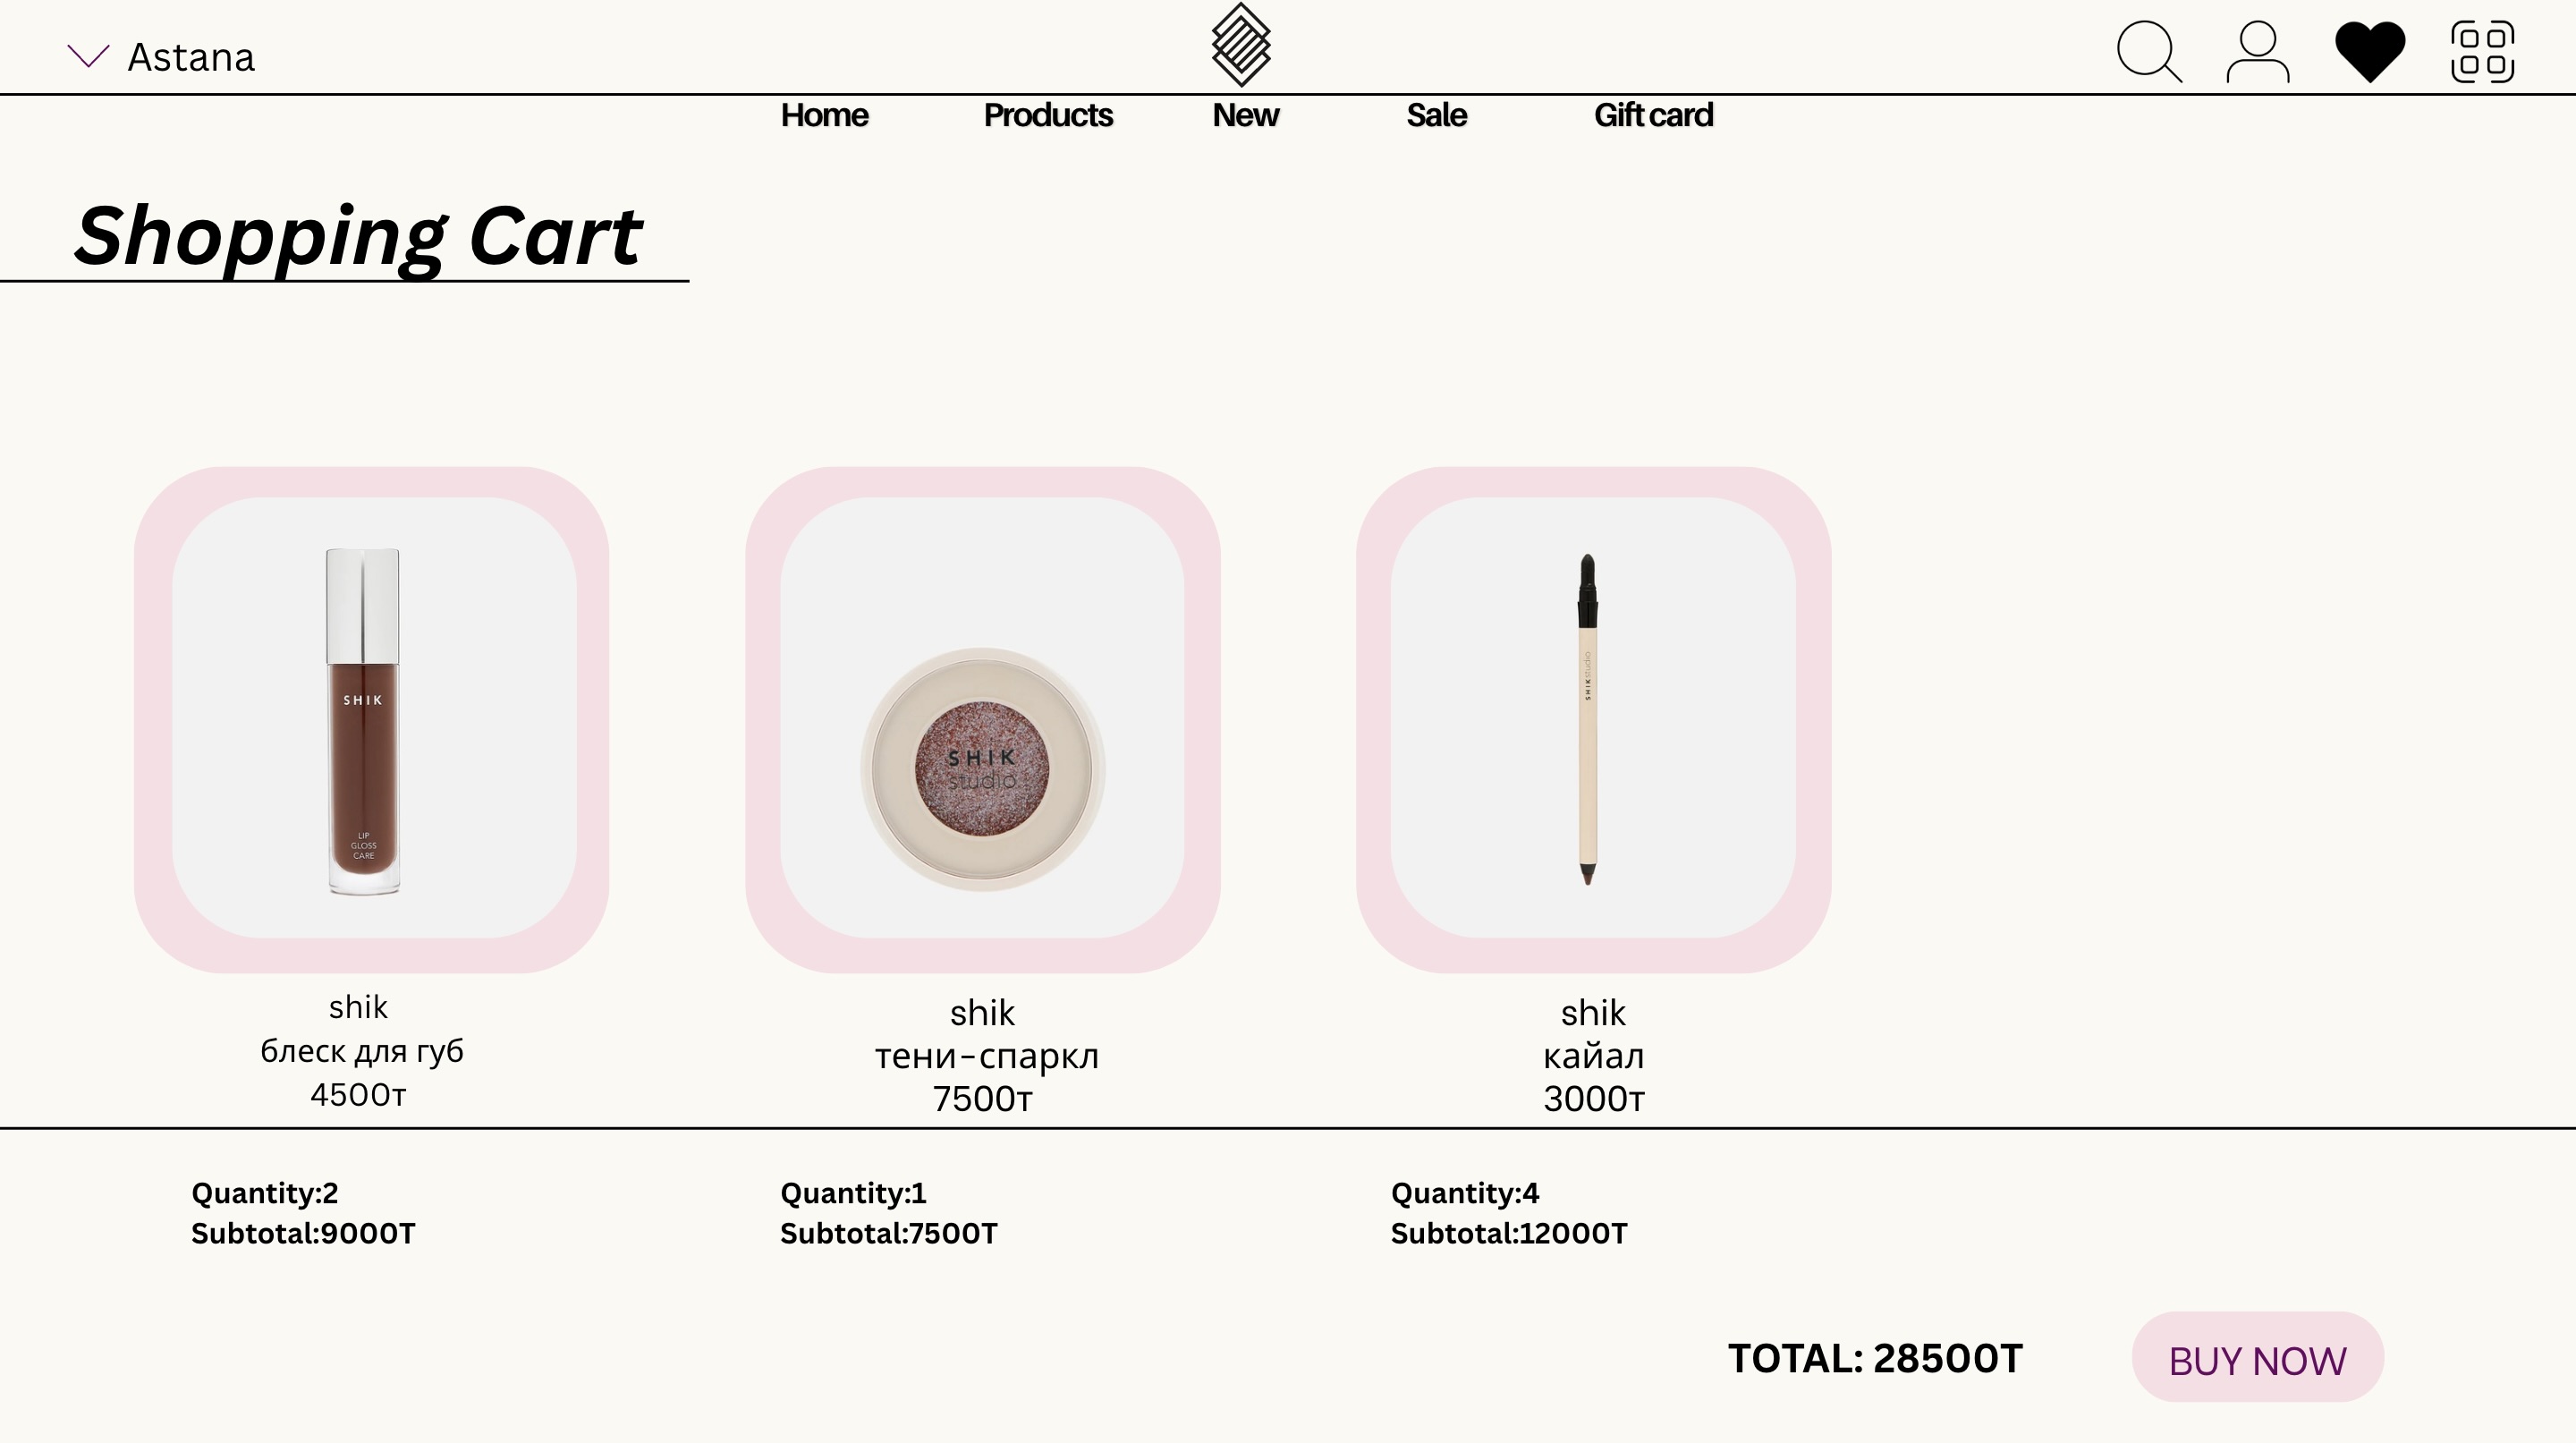 Astana
Home Products New Sale Gift card
Shopping Cart
SHIK
LIP
GLOSS
CARE
SHIK
studio
SHIKstudio
shik
блеск для губ
4500т
shik
тени-спаркл
7500т
shik
кайал
3000т
Quantity:2
Subtotal:9000T
Quantity:1
Subtotal:7500T
Quantity:4
Subtotal:12000T
TOTAL: 28500T
BUY NOW